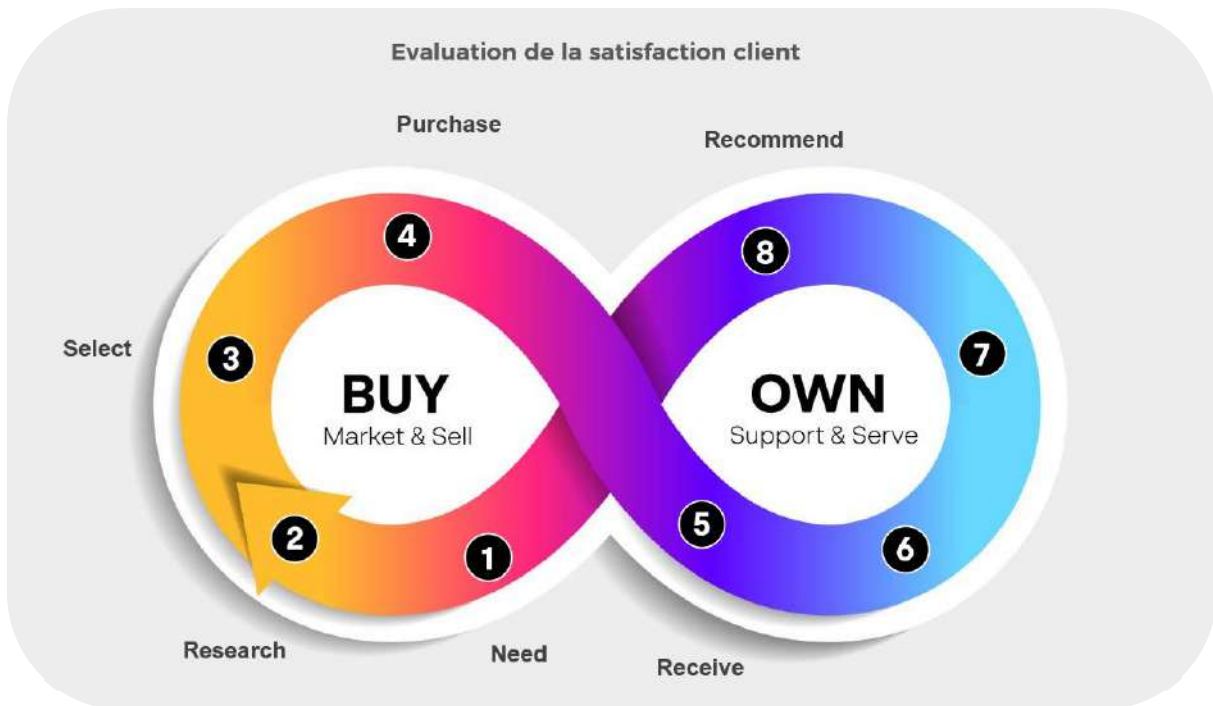 Evaluation de la satisfaction client
Purchase
Recommend
4
8
Select
3
7
BUY
Market & Sell
OWN
Support & Serve
2
1
5
6
Research
Need
Receive